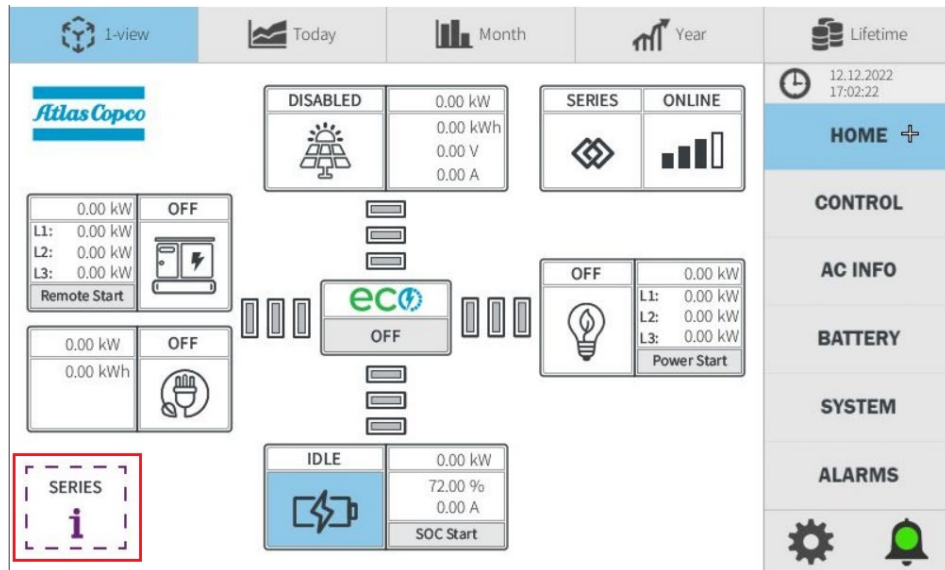 1-view
Today
Month
Year
Lifetime
12.12.2022
17:02:22
Atlas Copco
DISABLED
0.00 kW
0.00 kWh
0.00 V
0.00 A
SERIES
ONLINE
HOME
CONTROL
AC INFO
BATTERY
SYSTEM
ALARMS
0.00 kW
OFF
L1: 0.00 kW
L2: 0.00 kW
L3: 0.00 kW
Remote Start
eco
OFF
OFF
0.00 kW
L1: 0.00 kW
L2: 0.00 kW
L3: 0.00 kW
Power Start
0.00 kW
OFF
0.00 kWh
IDLE
0.00 kW
72.00 %
0.00 A
SOC Start
SERIES
i